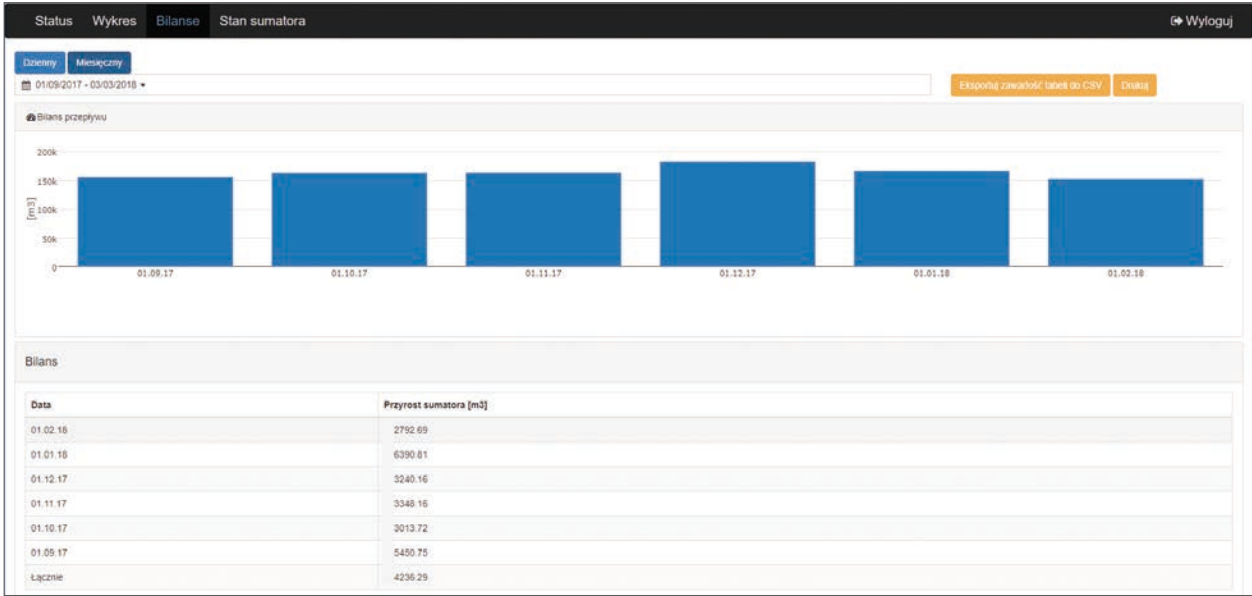 Status Wykres Bilanse Stan sumatora Wyloguj
Dzienny Miesięczny
01/09/2017 - 03/03/2018 Eksportuj zawartość tabeli do CSV Drukuj
Bilans przepływu
200k
150k
100k
50k
0
[m3]
01.09.17 01.10.17 01.11.17 01.12.17 01.01.18 01.02.18
Bilans
Data Przyrost sumatora [m3]
01.02.18 2792.69
01.01.18 6390.81
01.12.17 3240.16
01.11.17 3348.16
01.10.17 3013.72
01.09.17 5450.75
Łącznie 4236.29